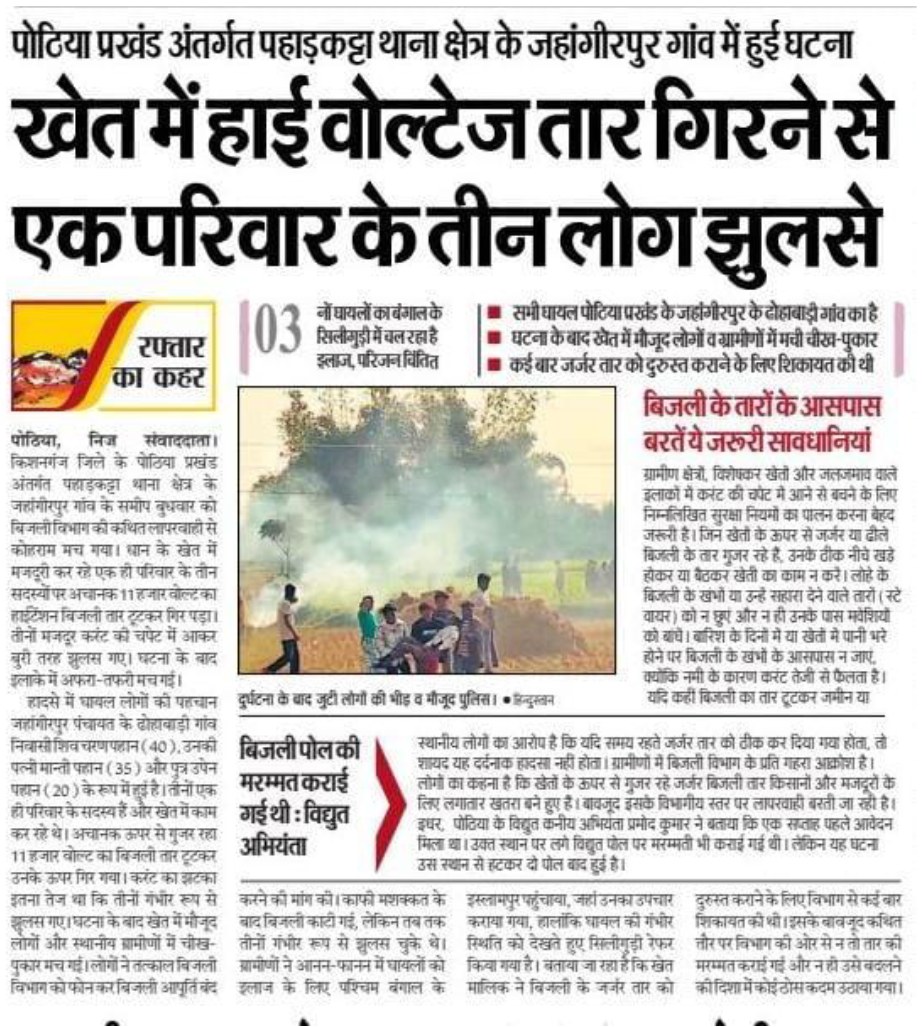 पोठिया प्रखंड अंतर्गत पहाड़कट्टा थाना क्षेत्र के जहांगीरपुर गांव में हुई घटना
खेत में हाई वोल्टेज तार गिरने से
एक परिवार के तीन लोग झुलसे
रफ्तार
का कहर
03
नों घायलों का बंगाल के
सिलीगुड़ी में चल रहा है
इलाज, परिजन चिंतित
सभी घायल पोठिया प्रखंड के जहांगीरपुर के ढोहाबाड़ी गांव का है
घटना के बाद खेत में मौजूद लोगों व ग्रामीणों में मची चीख-पुकार
कई बार जर्जर तार को दुरुस्त कराने के लिए शिकायत की थी
पोठिया, निज संवाददाता।
किशनगंज जिले के पोठिया प्रखंड
अंतर्गत पहाड़कट्टा थाना क्षेत्र के
जहांगीरपुर गांव के समीप बुधवार को
बिजली विभाग की कथित लापरवाही से
कोहराम मच गया। धान के खेत में
मजदूरी कर रहे एक ही परिवार के तीन
सदस्यों पर अचानक 11 हजार वोल्ट का
हाईटेंशन बिजली तार टूटकर गिर पड़ा।
तीनों मजदूर करंट की चपेट में आकर
बुरी तरह झुलस गए। घटना के बाद
इलाके में अफरा-तफरी मच गई।
हादसे में घायल लोगों की पहचान
जहांगीरपुर पंचायत के ढोहाबाड़ी गांव
निवासी शिव चरण पहान (40), उनकी
पत्नी मान्ती पहान (35) और पुत्र उपेन
पहान (20) के रूप में हुई है। तीनों एक
ही परिवार के सदस्य हैं और खेत में काम
कर रहे थे। अचानक ऊपर से गुजर रहा
11 हजार वोल्ट का बिजली तार टूटकर
उनके ऊपर गिर गया। करंट का झटका
इतना तेज था कि तीनों गंभीर रूप से
झुलस गए। घटना के बाद खेत में मौजूद
लोगों और स्थानीय ग्रामीणों में चीख-
पुकार मच गई। लोगों ने तत्काल बिजली
विभाग को फोन कर बिजली आपूर्ति बंद
दुर्घटना के बाद जुटी लोगों की भीड़ व मौजूद पुलिस। ● हिन्दुस्तान
बिजली के तारों के आसपास
बरतें ये जरूरी सावधानियां
ग्रामीण क्षेत्रों, विशेषकर खेतों और जलजमाव वाले
इलाकों में करंट की चपेट में आने से बचने के लिए
निम्नलिखित सुरक्षा नियमों का पालन करना बेहद
जरूरी है। जिन खेतों के ऊपर से जर्जर या ढीले
बिजली के तार गुजर रहे हैं, उनके ठीक नीचे खड़े
होकर या बैठकर खेती का काम न करें। लोहे के
बिजली के खंभों या उन्हें सहारा देने वाले तारों (स्टे
वायर) को न छुएं और न ही उनके पास मवेशियों
को बांधें। बारिश के दिनों में या खेतों में पानी भरे
होने पर बिजली के खंभों के आसपास न जाएं,
क्योंकि नमी के कारण करंट तेजी से फैलता है।
यदि कहीं बिजली का तार टूटकर जमीन या
बिजली पोल की
मरम्मत कराई
गई थी : विद्युत
अभियंता
स्थानीय लोगों का आरोप है कि यदि समय रहते जर्जर तार को ठीक कर दिया गया होता, तो
शायद यह दर्दनाक हादसा नहीं होता। ग्रामीणों में बिजली विभाग के प्रति गहरा आक्रोश है।
लोगों का कहना है कि खेतों के ऊपर से गुजर रहे जर्जर बिजली तार किसानों और मजदूरों के
लिए लगातार खतरा बने हुए हैं। बावजूद इसके विभागीय स्तर पर लापरवाही बरती जा रही है।
इधर, पोठिया के विद्युत कनीय अभियंता प्रमोद कुमार ने बताया कि एक सप्ताह पहले आवेदन
मिला था। उक्त स्थान पर लगे विद्युत पोल पर मरम्मती भी कराई गई थी। लेकिन यह घटना
उस स्थान से हटकर दो पोल बाद हुई है।
करने की मांग की। काफी मशक्कत के
बाद बिजली काटी गई, लेकिन तब तक
तीनों गंभीर रूप से झुलस चुके थे।
ग्रामीणों ने आनन-फानन में घायलों को
इलाज के लिए पश्चिम बंगाल के
इस्लामपुर पहुंचाया, जहां उनका उपचार
कराया गया, हालांकि घायल की गंभीर
स्थिति को देखते हुए सिलीगुड़ी रेफर
किया गया है। बताया जा रहा है कि खेत
मालिक ने बिजली के जर्जर तार को
दुरुस्त कराने के लिए विभाग से कई बार
शिकायत की थी। इसके बावजूद कथित
तौर पर विभाग की ओर से न तो तार की
मरम्मत कराई गई और न ही उसे बदलने
की दिशा में कोई ठोस कदम उठाया गया।